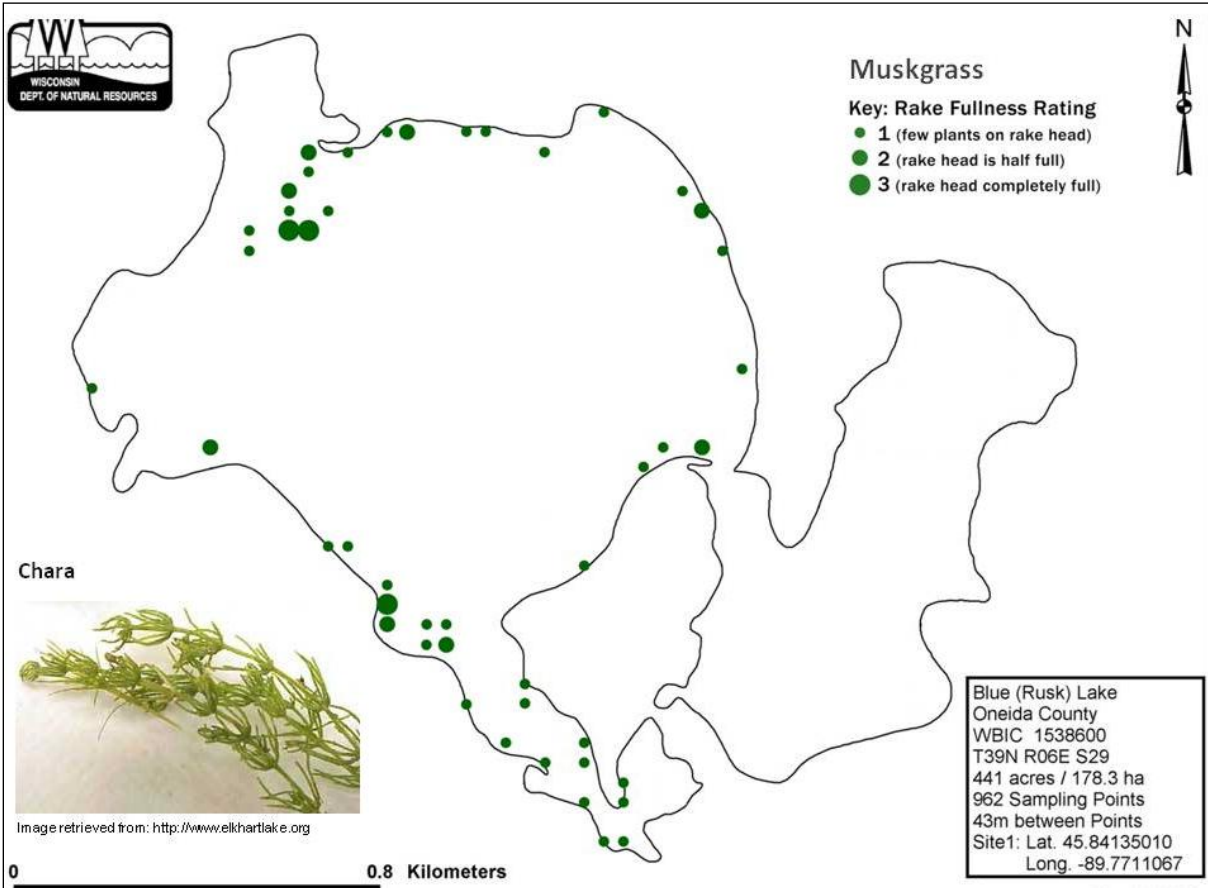 W
WISCONSIN
DEPT. OF NATURAL RESOURCES
N
Muskgrass
Key: Rake Fullness Rating
1 (few plants on rake head)
2 (rake head is half full)
3 (rake head completely full)
Chara
Image retrieved from: http://www.elkhartlake.org
0 0.8 Kilometers
Blue (Rusk) Lake
Oneida County
WBIC 1538600
T39N R06E S29
441 acres / 178.3 ha
962 Sampling Points
43m between Points
Site1: Lat. 45.84135010
Long. -89.7711067